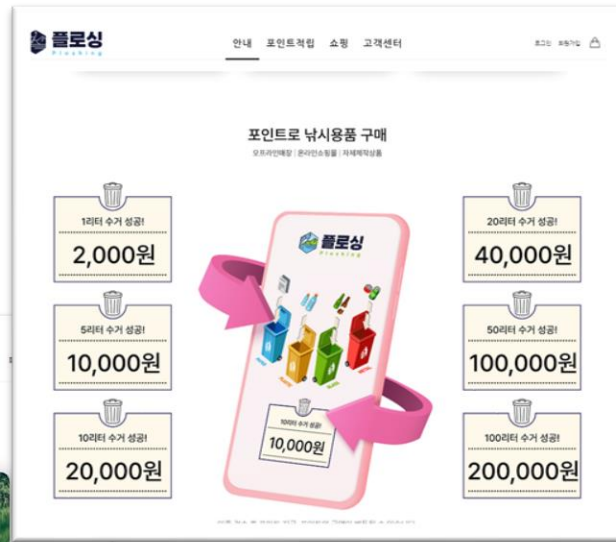 플로싱
Ploshing
안내 포인트적립 쇼핑 고객센터
로그인 회원가입
포인트로 낚시용품 구매
오프라인매장 | 온라인쇼핑몰 | 자체제작상품
1리터 수거 성공!
2,000원
5리터 수거 성공!
10,000원
10리터 수거 성공!
20,000원
플로싱
Ploshing
10리터 수거 성공!
10,000원
20리터 수거 성공!
40,000원
50리터 수거 성공!
100,000원
100리터 수거 성공!
200,000원